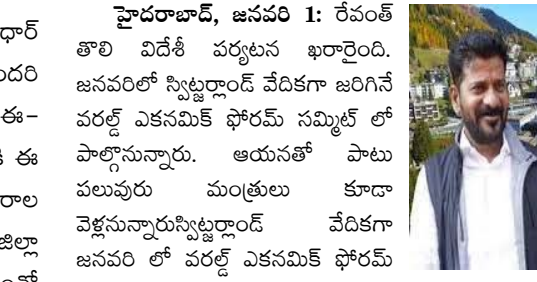 ధార్
ందరి
ఈ-
ఈ
రాల
జిల్లా
హైదరాబాద్, జనవరి 1: రేవంత్
తొలి విదేశీ పర్యటన ఖరారైంది.
జనవరిలో స్విట్జర్లాండ్ వేదికగా జరిగినే
వరల్డ్ ఎకనమిక్ ఫోరమ్ సమ్మిట్ లో
పాల్గొనున్నారు. ఆయనతో పాటు
పలువురు మంత్రులు కూడా
వెళ్లనున్నారుస్విట్జర్లాండ్ వేదికగా
జనవరి లో వరల్డ్ ఎకనమిక్ ఫోరమ్